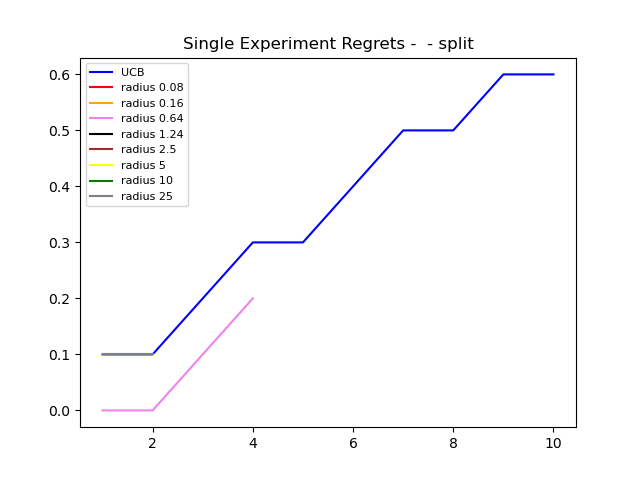 Single Experiment Regrets -  - split
UCB
radius 0.08
radius 0.16
radius 0.64
radius 1.24
radius 2.5
radius 5
radius 10
radius 25
0.6
0.5
0.4
0.3
0.2
0.1
0.0
2 4 6 8 10